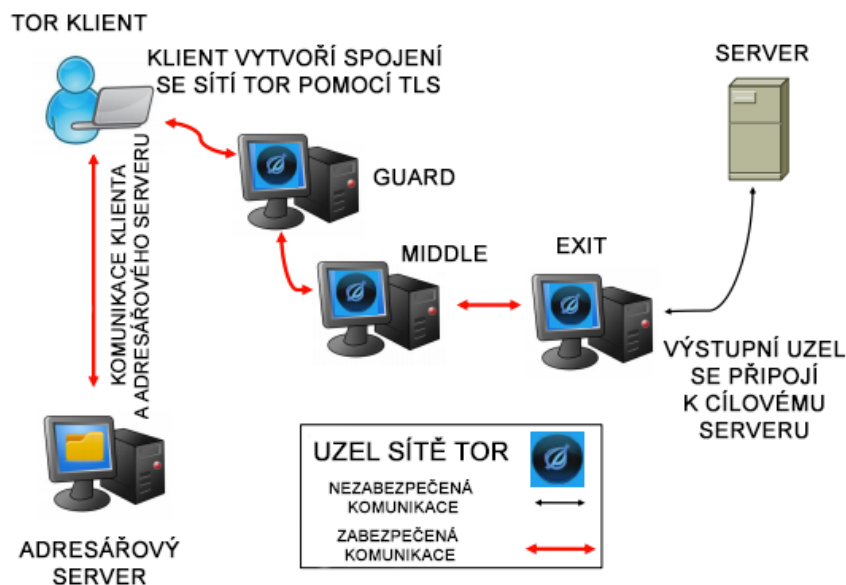 TOR KLIENT
KLIENT VYTVOŘÍ SPOJENÍ
SE SÍTÍ TOR POMOCÍ TLS
SERVER
KOMUNIKACE KLIENTA
A ADRESÁŘOVÉHO SERVERU
GUARD
MIDDLE
EXIT
VÝSTUPNÍ UZEL
SE PŘIPOJÍ
K CÍLOVÉMU
SERVERU
ADRESÁŘOVÝ
SERVER
UZEL SÍTĚ TOR
NEZABEZPEČENÁ
KOMUNIKACE
ZABEZPEČENÁ
KOMUNIKACE